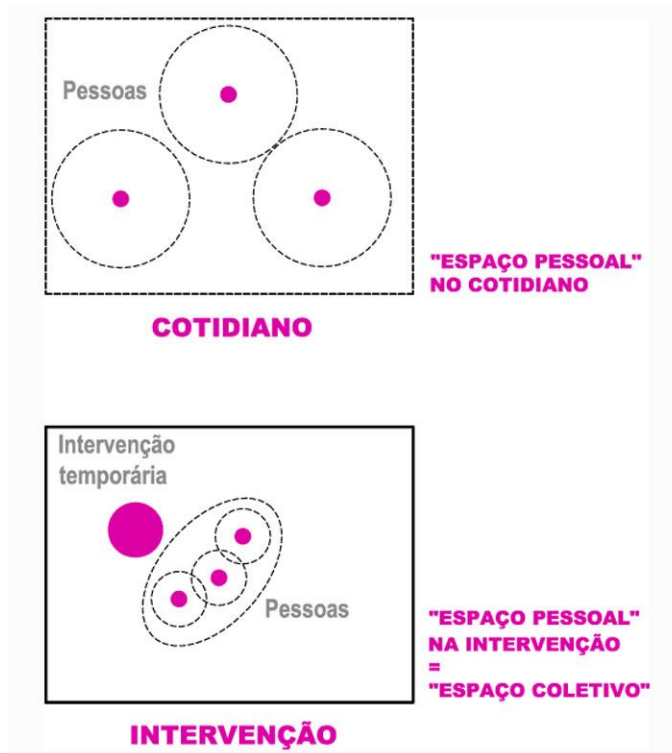 Pessoas
"ESPAÇO PESSOAL"
NO COTIDIANO
COTIDIANO
Intervenção
temporária
Pessoas
"ESPAÇO PESSOAL"
NA INTERVENÇÃO
=
"ESPAÇO COLETIVO"
INTERVENÇÃO